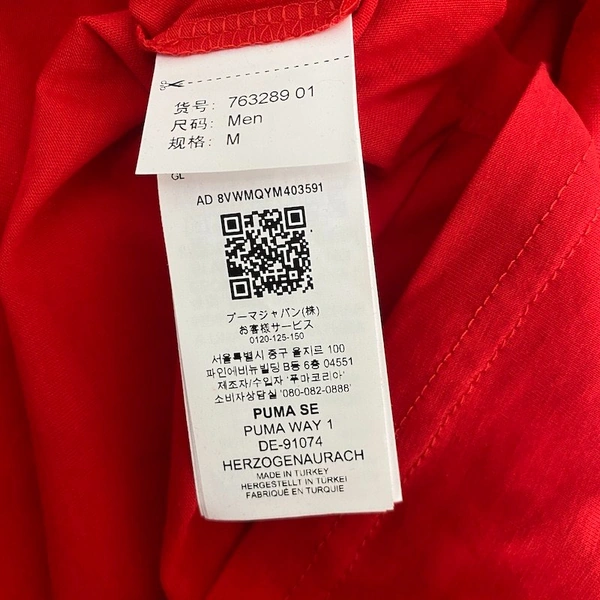 货号: 763289 01
尺码: Men
规格: M
GL
AD 8VWMQYM403591
プーマジャパン(株)
お客様サービス
0120-125-150
서울특별시 중구 을지르 100
파인에비뉴빌딩 B동 6층 04551
제조자/수입자 '푸마코리아'
소비자상담실 '080-082-0886'
PUMA SE
PUMA WAY 1
DE-91074
HERZOGENAURACH
MADE IN TURKEY
HERGESTELLT IN TÜRKEI
FABRIQUÉ EN TURQUIE